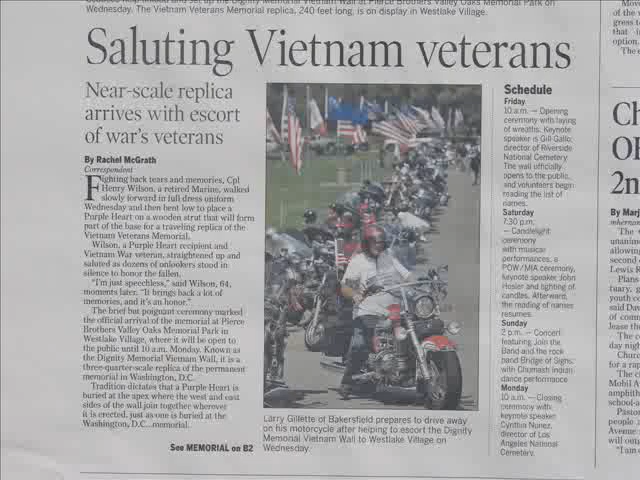 Wednesday. The Vietnam Veterans Memorial replica, 240 feet long, is on display in Westlake Village.
Saluting Vietnam veterans
Near-scale replica
arrives with escort
of war's veterans
By Rachel McGrath
Correspondent
Fighting back tears and memories, Cpl.
Henry Wilson, a retired Marine, walked
slowly forward in full dress uniform
Wednesday and then bent low to place a
Purple Heart on a wooden strut that will form
part of the base for a traveling replica of the
Vietnam Veterans Memorial.
Wilson, a Purple Heart recipient and
Vietnam War veteran, straightened up and
saluted as dozens of onlookers stood in
silence to honor the fallen.
"I'm just speechless," said Wilson, 64,
moments later. "It brings back a lot of
memories, and it's an honor."
The brief but poignant ceremony marked
the official arrival of the memorial at Pierce
Brothers Valley Oaks Memorial Park in
Westlake Village, where it will be open to
the public until 10 a.m. Monday. Known as
the Dignity Memorial Vietnam Wall, it is a
three-quarter-scale replica of the permanent
memorial in Washington, D.C.
Tradition dictates that a Purple Heart is
buried at the apex where the west and east
sides of the wall join together wherever
it is erected, just as one is buried at the
Washington, D.C., memorial.
See MEMORIAL on B2
Larry Gillette of Bakersfield prepares to drive away
on his motorcycle after helping to escort the Dignity
Memorial Vietnam Wall to Westlake Village on
Wednesday.
Schedule
Friday
10 a.m. — Opening
ceremony with laying
of wreaths. Keynote
speaker is Gill Gallo,
director of Riverside
National Cemetery.
The wall officially
opens to the public,
and volunteers begin
reading the list of
names.
Saturday
7:30 p.m.
— Candlelight
ceremony
with musical
performances, a
POW/MIA ceremony,
keynote speaker John
Hosier and lighting of
candles. Afterward,
the reading of names
resumes.
Sunday
2 p.m. — Concert
featuring Join the
Band and the rock
band Bridge of Signs,
with Chumash Indian
dance performance
Monday
10 a.m. — Closing
ceremony with
keynote speaker
Cynthia Nunez,
director of Los
Angeles National
Cemetery.